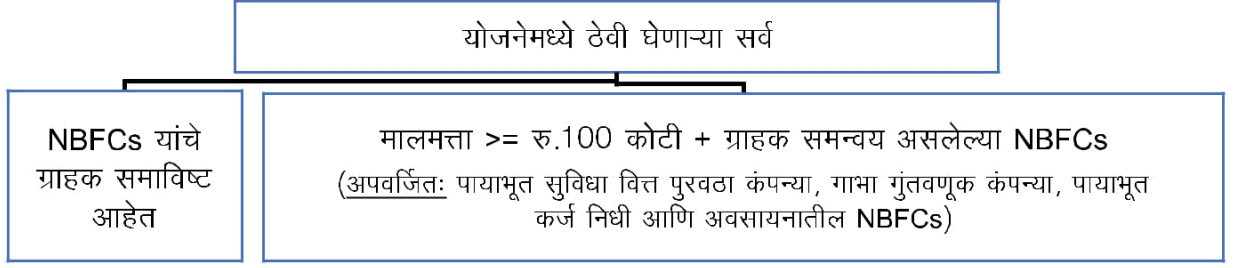 योजनेमध्ये ठेवी घेणाऱ्या सर्व
NBFCs यांचे
ग्राहक समाविष्ट
आहेत
मालमत्ता >= रु.100 कोटी + ग्राहक समन्वय असलेल्या NBFCs
(अपवर्जितः पायाभूत सुविधा वित्त पुरवठा कंपन्या, गाभा गुंतवणूक कंपन्या, पायाभूत
कर्ज निधी आणि अवसायनातील NBFCs)